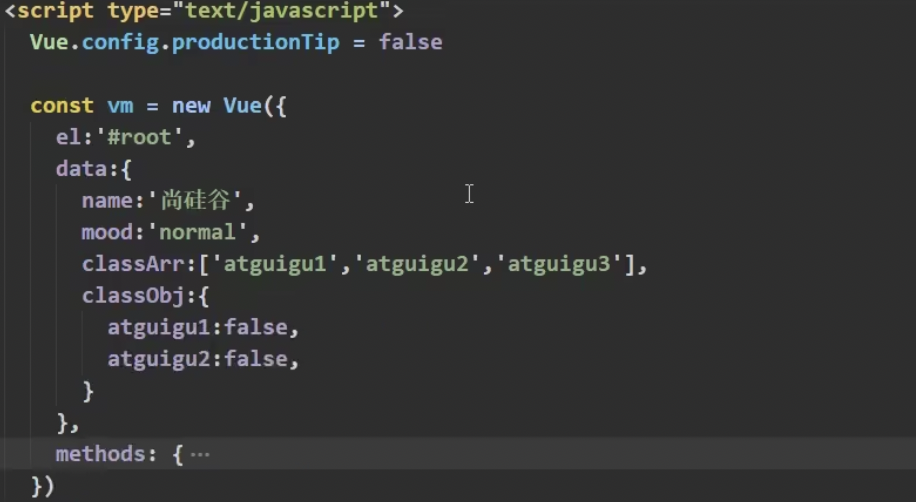 <script type="text/javascript">
Vue.config.productionTip = false
const vm = new Vue({
el:'#root',
data:{
name:'尚硅谷',
mood:'normal',
classArr:['atguigu1','atguigu2','atguigu3'],
classObj:{
atguigu1:false,
atguigu2:false,
}
},
methods: {···
})